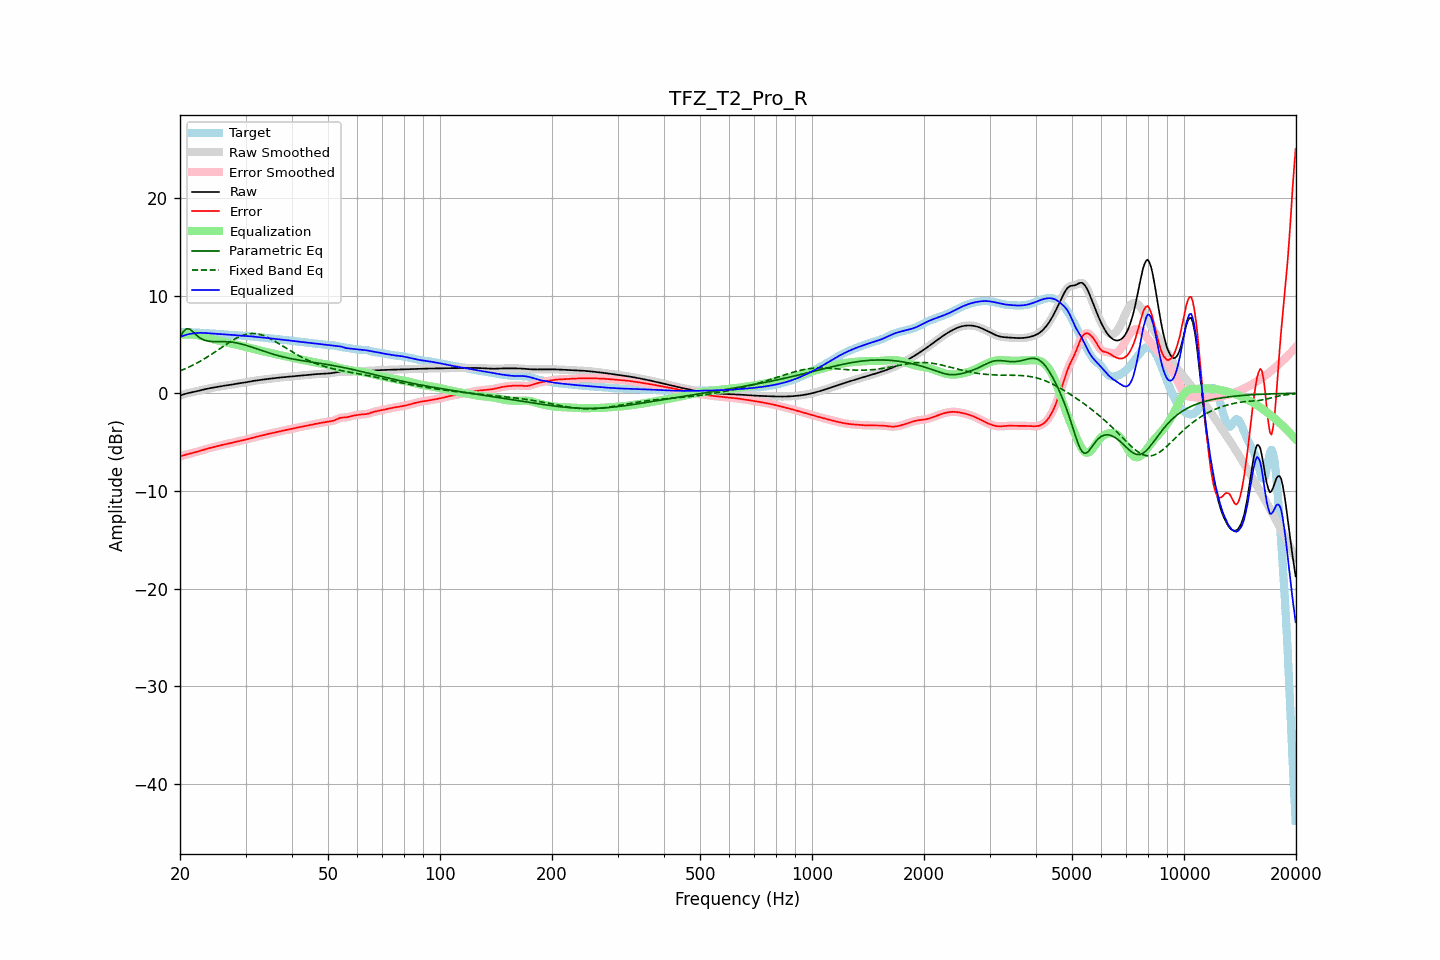 TFZ_T2_Pro_R
Target
Raw Smoothed
Error Smoothed
Raw
Error
Equalization
Parametric Eq
Fixed Band Eq
Equalized
20
10
0
−10
−20
−30
−40
Amplitude (dBr)
20
50
100
200
500
1000
2000
5000
10000
20000
Frequency (Hz)